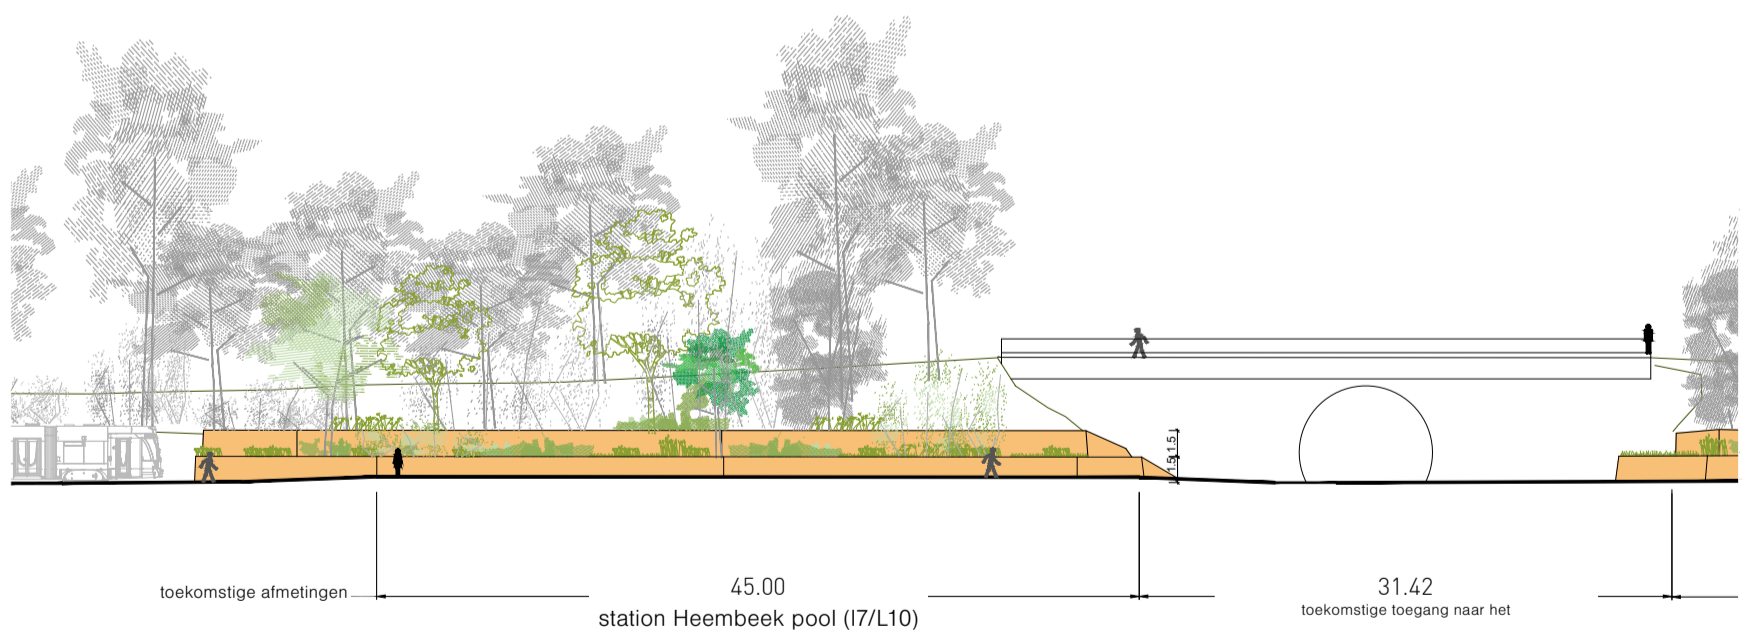 1.5
1.5
45.00
31.42
toekomstige afmetingen
toekomstige toegang naar het
station Heembeek pool (l7/L10)